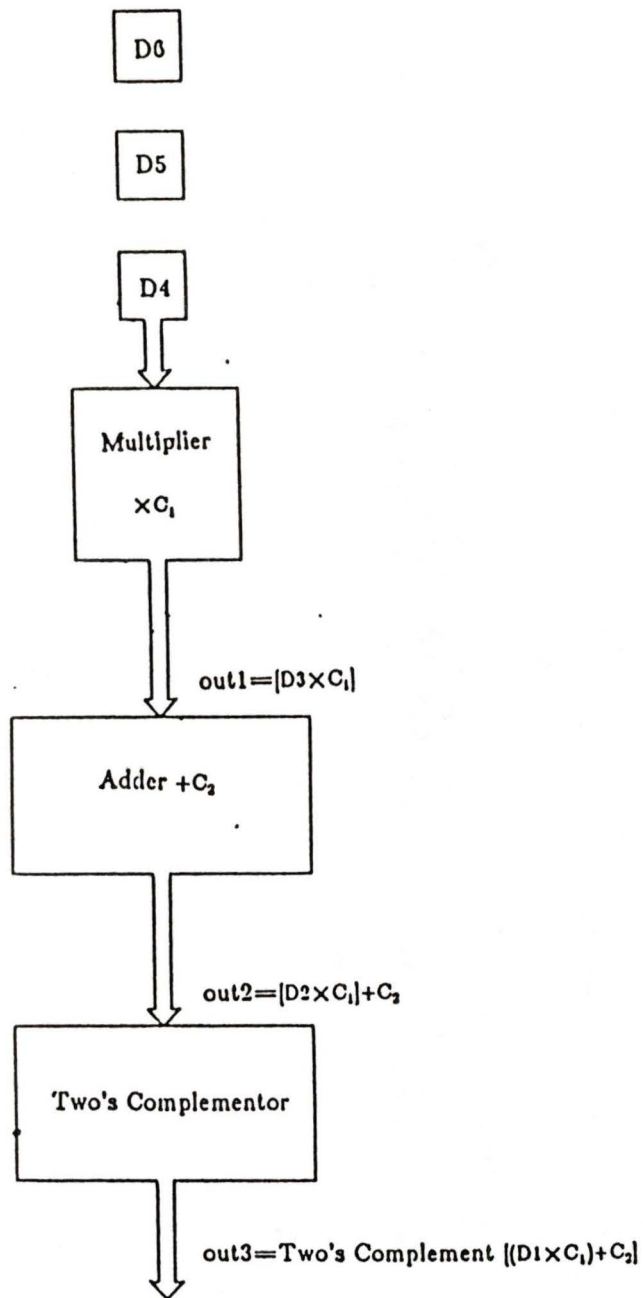 D6
D5
D4
Multiplier
×C₁
out1=[D3×C₁]
Adder +C₂
out2=[D2×C₁]+C₂
Two's Complementor
out3=Two's Complement [(D1×C₁)+C₂]